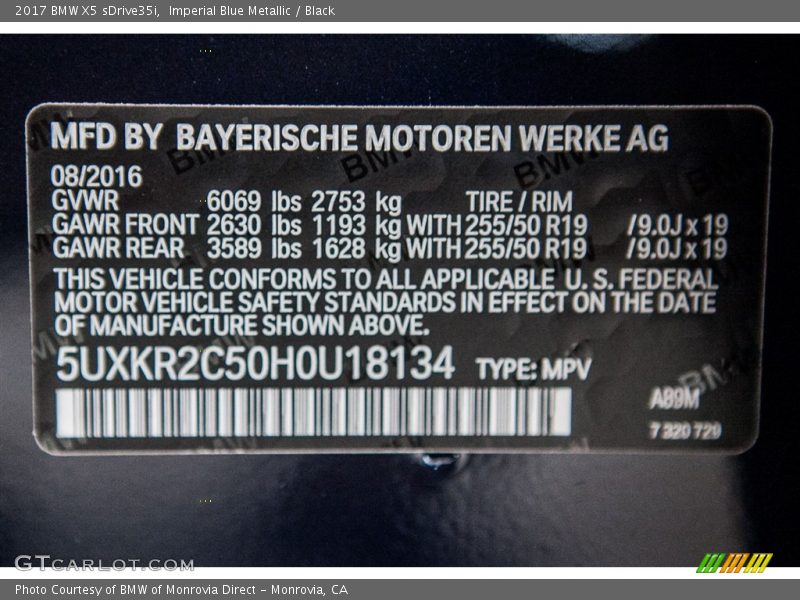 2017 BMW X5 sDrive35i,  Imperial Blue Metallic / Black
MFD BY BAYERISCHE MOTOREN WERKE AG
08/2016
GVWR 6069 lbs 2753 kg TIRE / RIM
GAWR FRONT 2630 lbs 1193 kg WITH 255/50 R19 /9.0J x 19
GAWR REAR 3589 lbs 1628 kg WITH 255/50 R19 /9.0J x 19
THIS VEHICLE CONFORMS TO ALL APPLICABLE U. S. FEDERAL
MOTOR VEHICLE SAFETY STANDARDS IN EFFECT ON THE DATE
OF MANUFACTURE SHOWN ABOVE.
5UXKR2C50H0U18134 TYPE: MPV
A89M
7 320 729
GTCARLOT.COM
Photo Courtesy of BMW of Monrovia Direct – Monrovia, CA